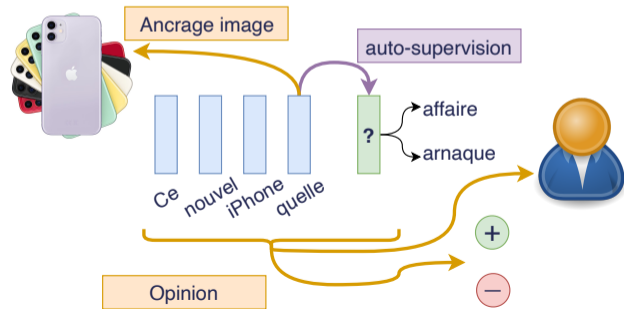 Ancrage image
auto-supervision
?
affaire
arnaque
Ce
nouvel
iPhone
quelle
+
−
Opinion